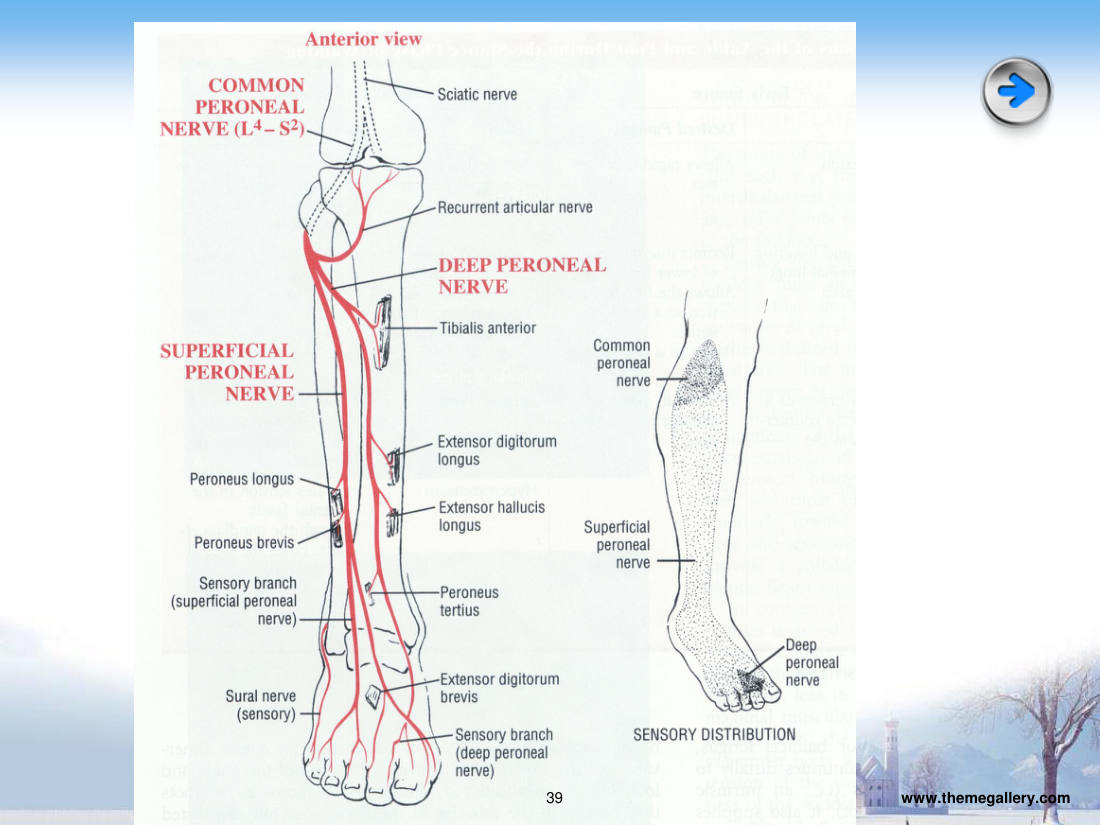 Anterior view
COMMON
PERONEAL
NERVE (L4 – S2)
Sciatic nerve
Recurrent articular nerve
DEEP PERONEAL
NERVE
Tibialis anterior
SUPERFICIAL
PERONEAL
NERVE
Extensor digitorum
longus
Peroneus longus
Extensor hallucis
longus
Peroneus brevis
Sensory branch
(superficial peroneal
nerve)
Peroneus
tertius
Extensor digitorum
brevis
Sural nerve
(sensory)
Sensory branch
(deep peroneal
nerve)
Common
peroneal
nerve
Superficial
peroneal
nerve
Deep
peroneal
nerve
SENSORY DISTRIBUTION
39
www.themegallery.com